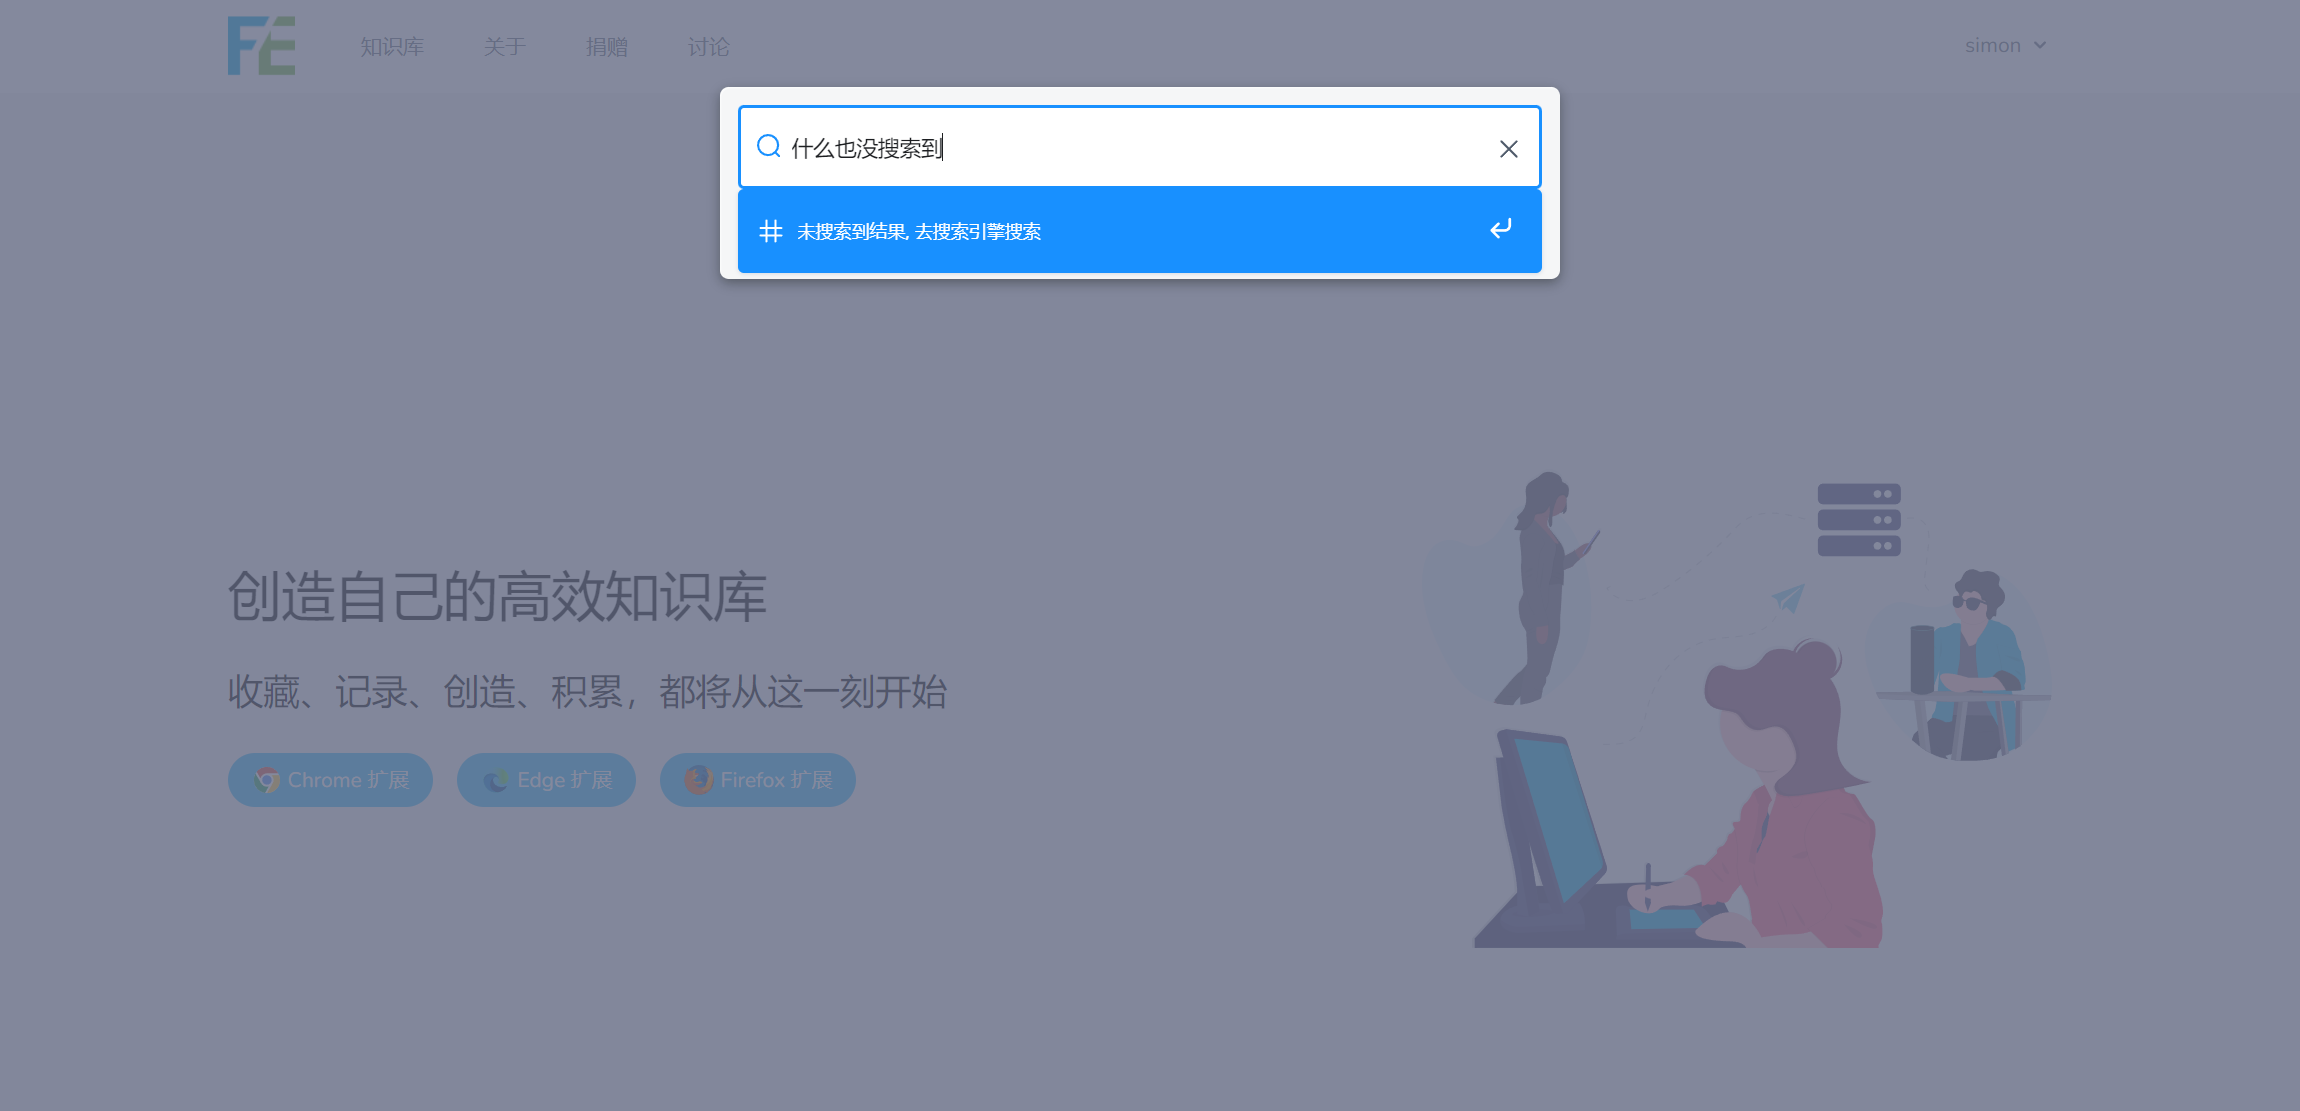 FE
知识库 关于 捐赠 讨论 simon
什么也没搜索到
未搜索到结果, 去搜索引擎搜索
创造自己的高效知识库
收藏、记录、创造、积累，都将从这一刻开始
Chrome 扩展 Edge 扩展 Firefox 扩展